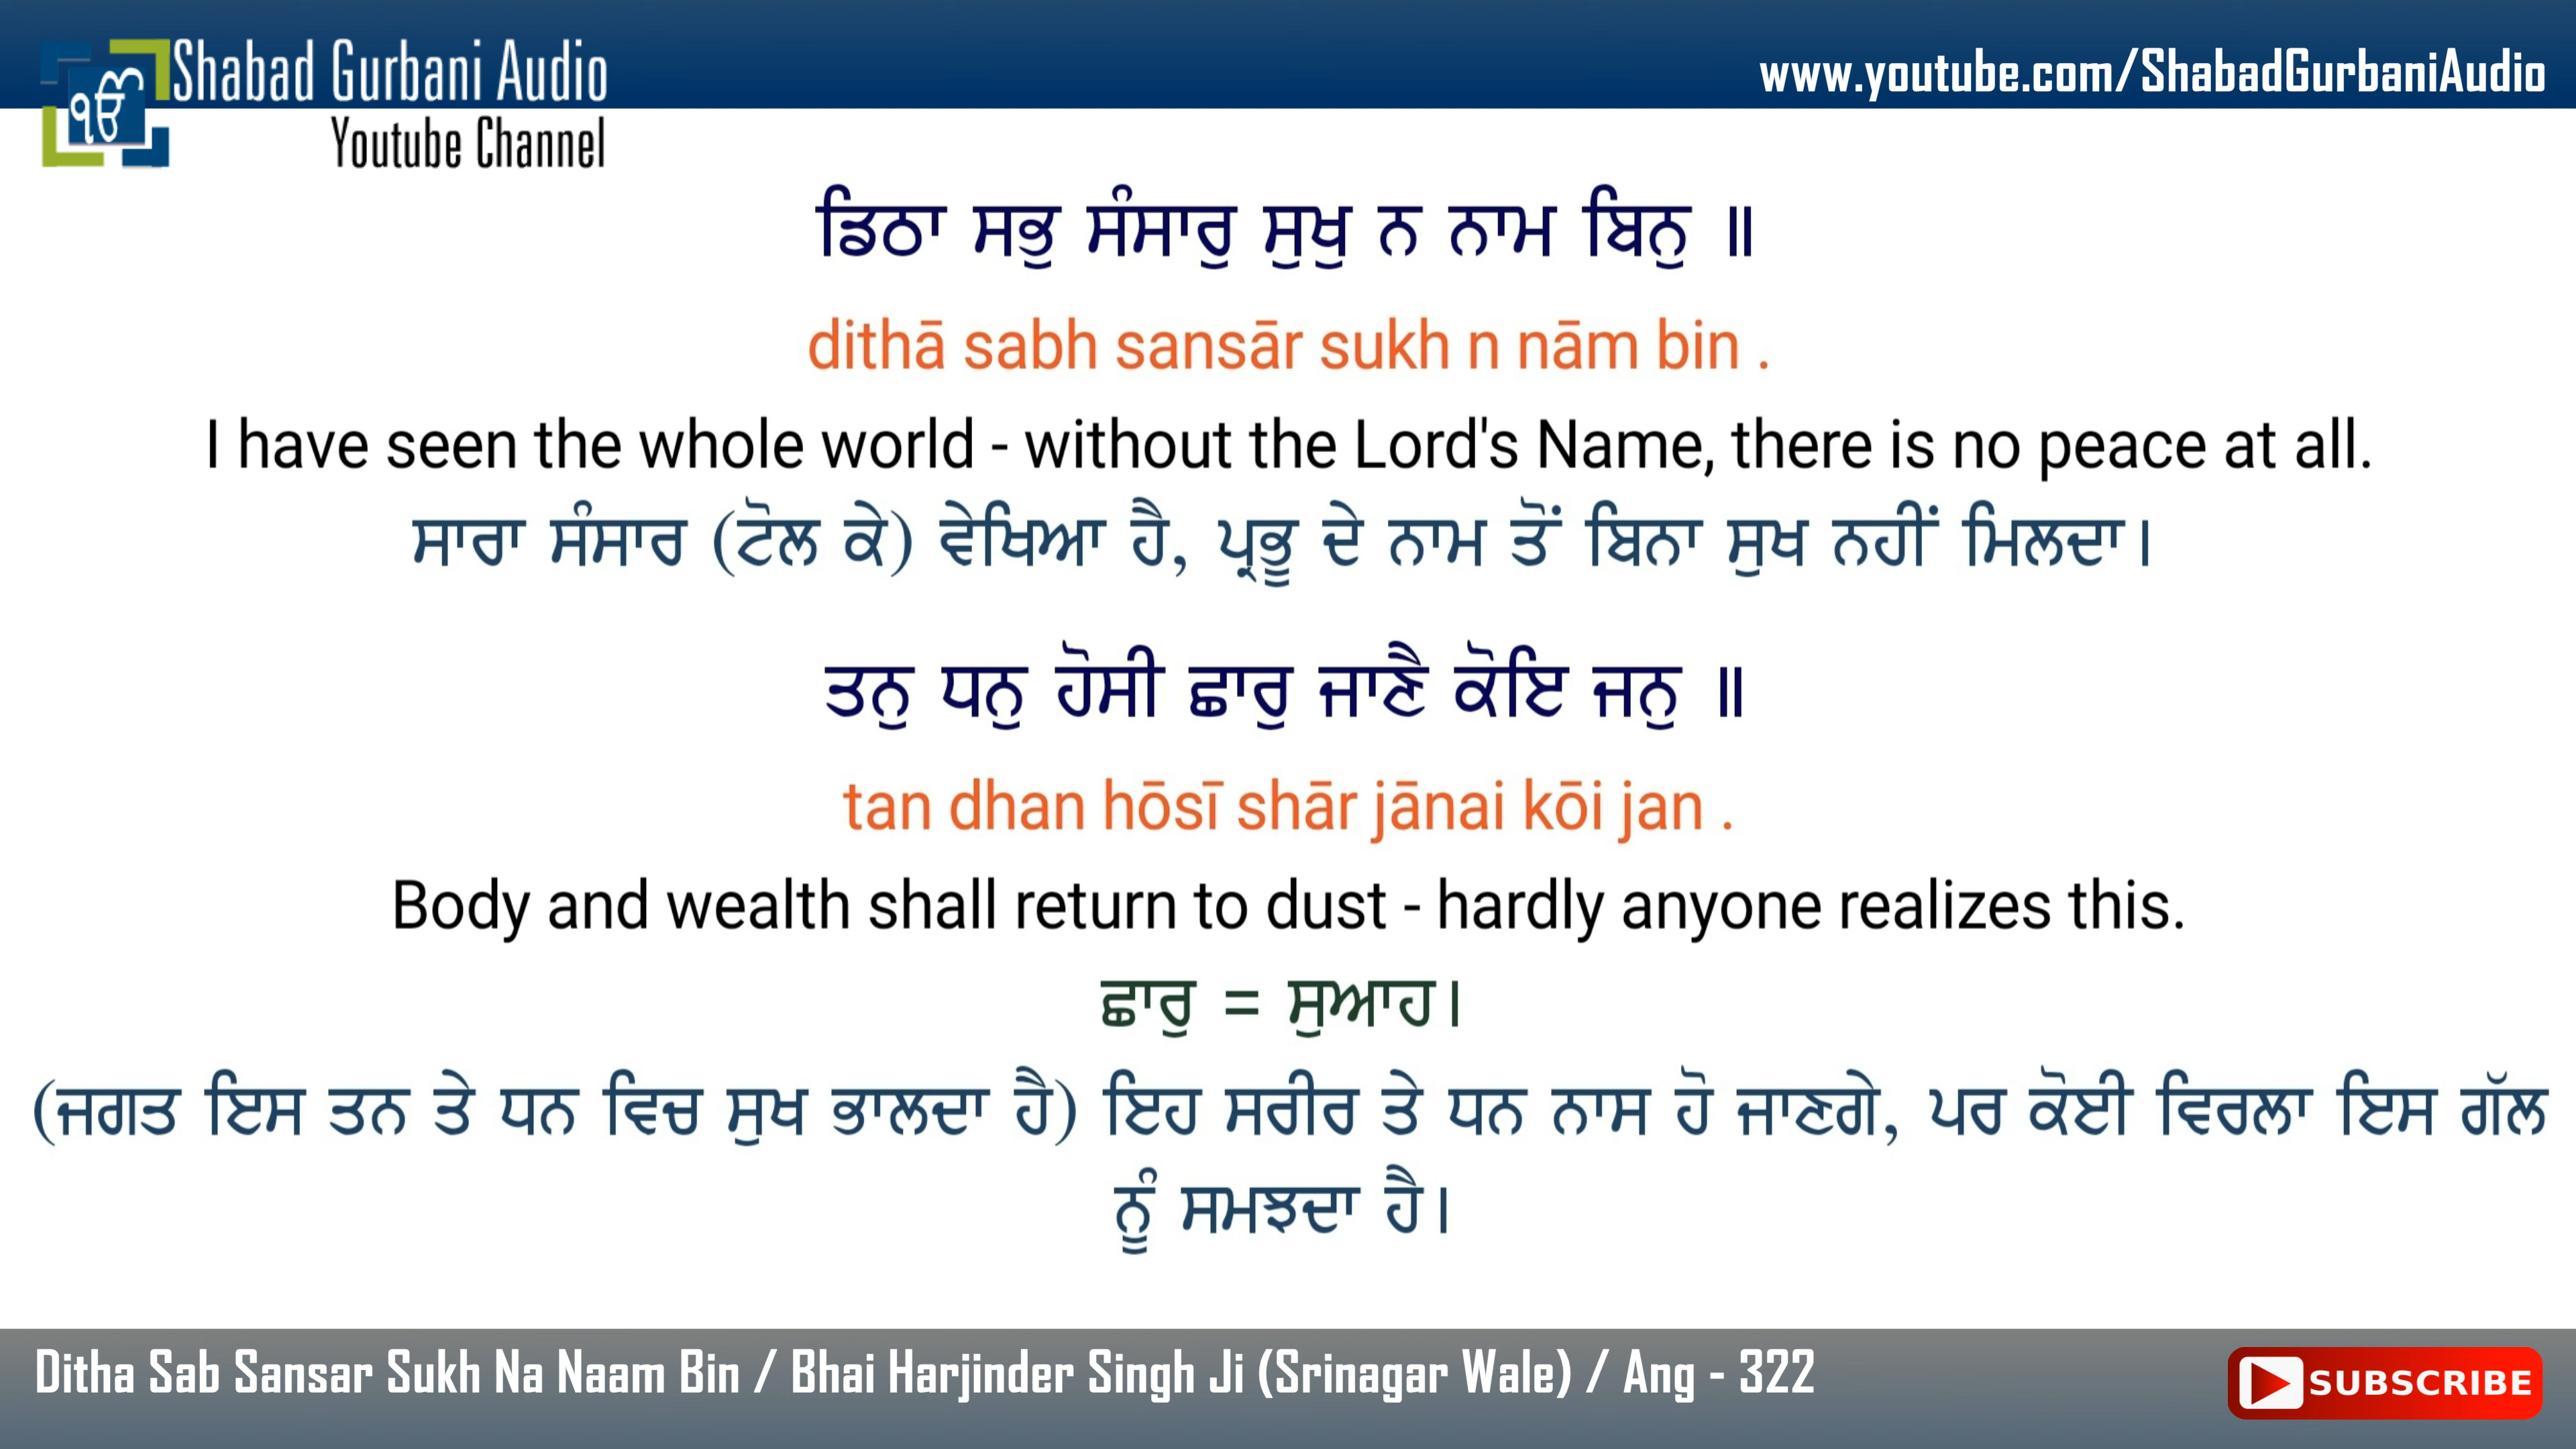 Shabad Gurbani Audio
www.youtube.com/ShabadGurbaniAudio
ੴ
Youtube Channel
ਡਿਠਾ ਸਭੁ ਸੰਸਾਰੁ ਸੁਖੁ ਨ ਨਾਮ ਬਿਨੁ ॥
dithā sabh sansār sukh n nām bin .
I have seen the whole world - without the Lord's Name, there is no peace at all.
ਸਾਰਾ ਸੰਸਾਰ (ਟੋਲ ਕੇ) ਵੇਖਿਆ ਹੈ, ਪ੍ਰਭੂ ਦੇ ਨਾਮ ਤੋਂ ਬਿਨਾ ਸੁਖ ਨਹੀਂ ਮਿਲਦਾ।
ਤਨੁ ਧਨੁ ਹੋਸੀ ਛਾਰੁ ਜਾਣੈ ਕੋਇ ਜਨੁ ॥
tan dhan hōsī shār jānai kōi jan .
Body and wealth shall return to dust - hardly anyone realizes this.
ਛਾਰੁ = ਸੁਆਹ।
(ਜਗਤ ਇਸ ਤਨ ਤੇ ਧਨ ਵਿਚ ਸੁਖ ਭਾਲਦਾ ਹੈ) ਇਹ ਸਰੀਰ ਤੇ ਧਨ ਨਾਸ ਹੋ ਜਾਣਗੇ, ਪਰ ਕੋਈ ਵਿਰਲਾ ਇਸ ਗੱਲ
ਨੂੰ ਸਮਝਦਾ ਹੈ।
Ditha Sab Sansar Sukh Na Naam Bin / Bhai Harjinder Singh Ji (Srinagar Wale) / Ang - 322
SUBSCRIBE